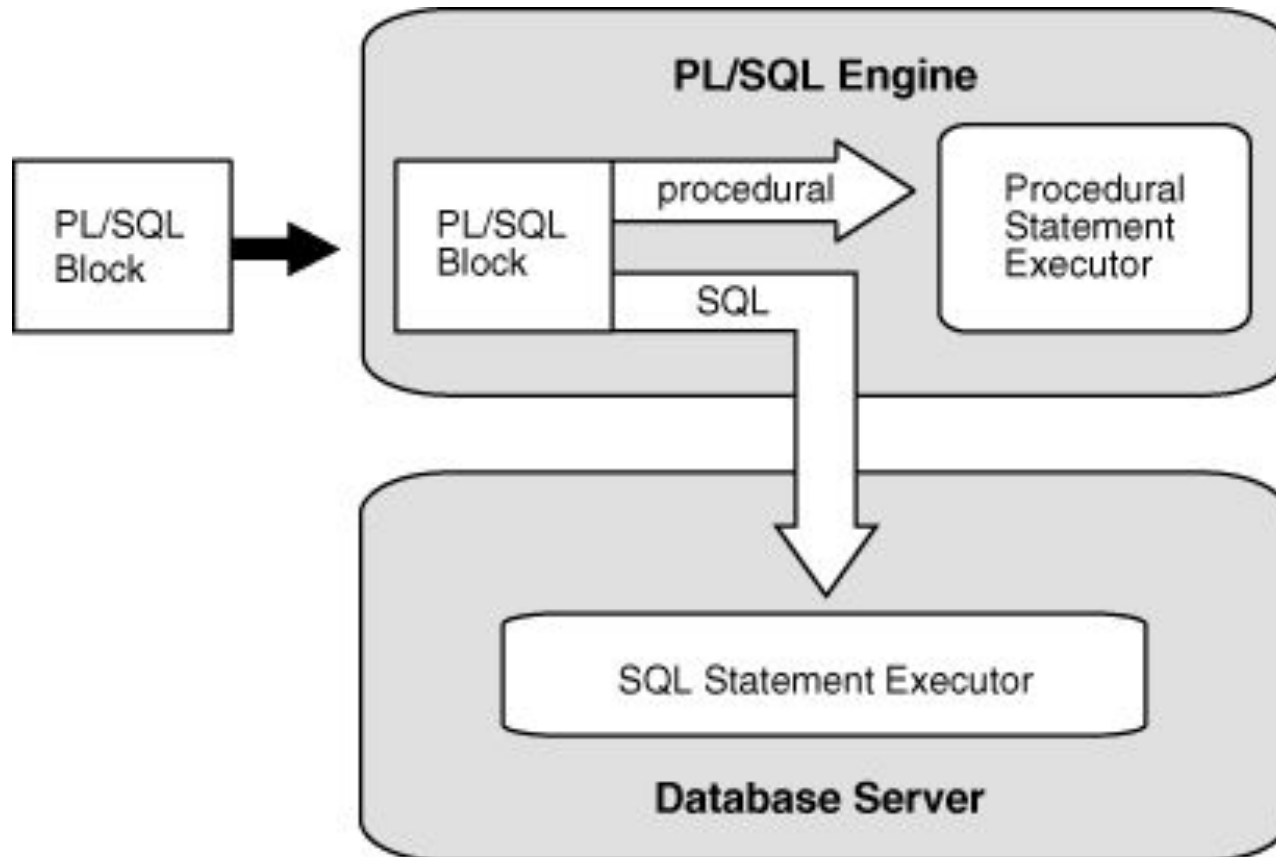 PL/SQL Engine
PL/SQL
Block
PL/SQL
Block
procedural
SQL
Procedural
Statement
Executor
SQL Statement Executor
Database Server